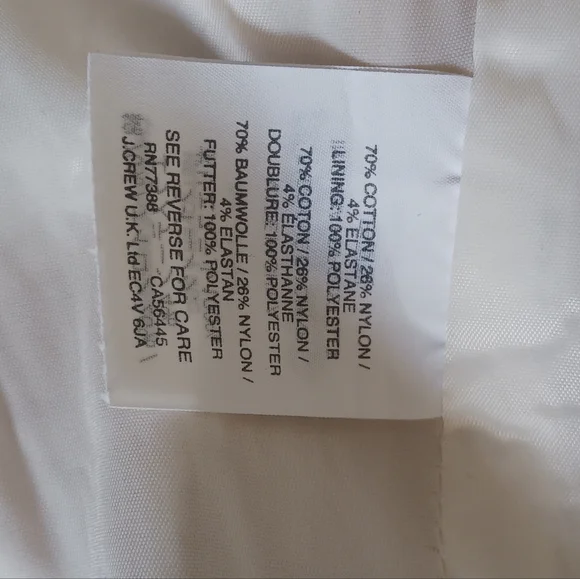 70% COTTON / 26% NYLON /
4% ELASTANE
LINING: 100% POLYESTER
70% COTON / 26% NYLON /
4% ÉLASTHANNE
DOUBLURE: 100% POLYESTER
70% BAUMWOLLE / 26% NYLON /
4% ELASTAN
FUTTER: 100% POLYESTER
SEE REVERSE FOR CARE
RN77388 CA56445
J.CREW U.K. Ltd EC4V 6JA